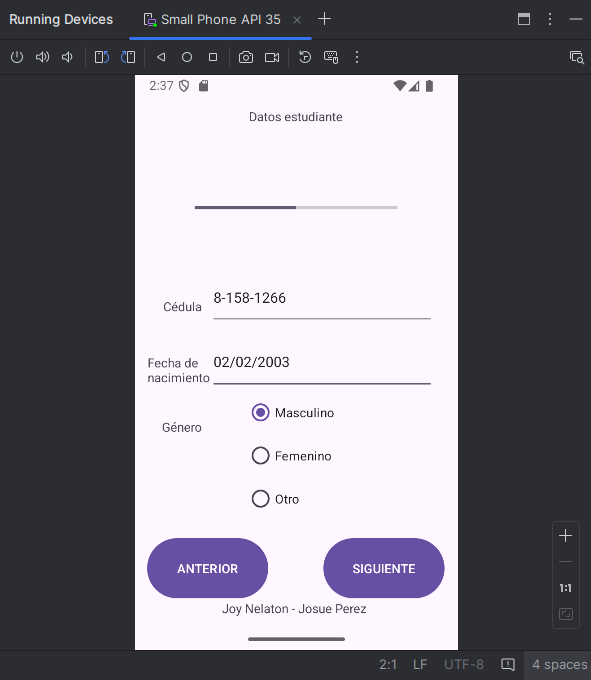 Running Devices
Small Phone API 35
2:37
Datos estudiante
Cédula
8-158-1266
Fecha de
nacimiento
02/02/2003
Género
Masculino
Femenino
Otro
ANTERIOR
SIGUIENTE
Joy Nelaton - Josue Perez
1:1
2:1
LF
UTF-8
4 spaces